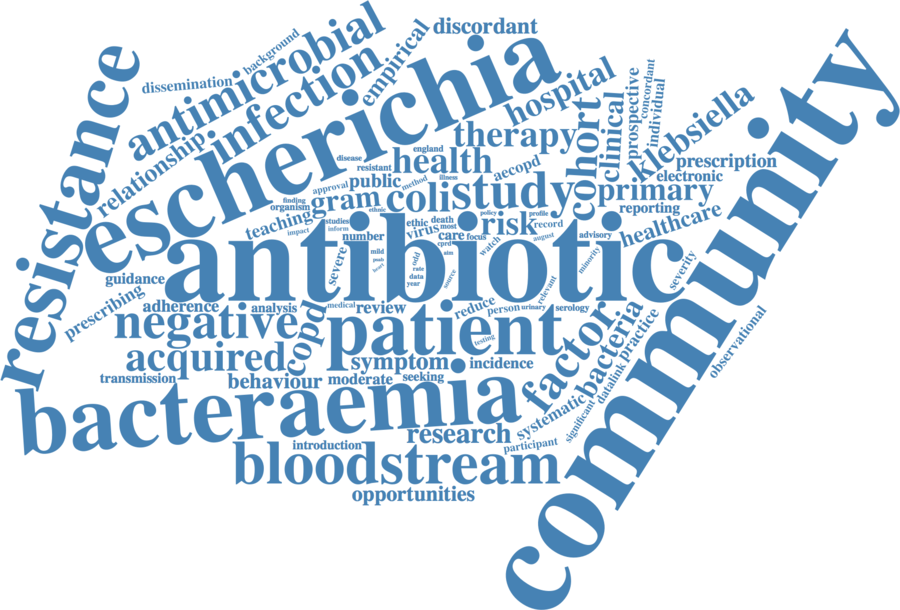 discordant
background
dissemination
antimicrobial
empirical
infection
escherichia
hospital
resistance
relationship
community
cohort
clinical
prospective
concordant
individual
klebsiella
therapy
england
disease
health
resistant
aecopd
prescription
electronic
approval
public
method
illness
finding
gram
coli
study
primary
organism
ethnic
reporting
teaching
impact
studies
inform
ethic
death
policy
profile
virus
most
risk
record
healthcare
number
care
focus
august
advisory
antibiotic
severe
mild
cprd
aim
watch
minority
severity
heart
odd
rate
data
year
source
relevant
guidance
prescribing
adherence
analysis
medical
review
reduce
person
urinary
serology
negative
copd
patient
testing
factor
bacteria
practice
observational
acquired
symptom
incidence
transmission
behaviour
moderate
seeking
datalink
significant
systematic
bacteraemia
research
participant
introduction
bloodstream
opportunities